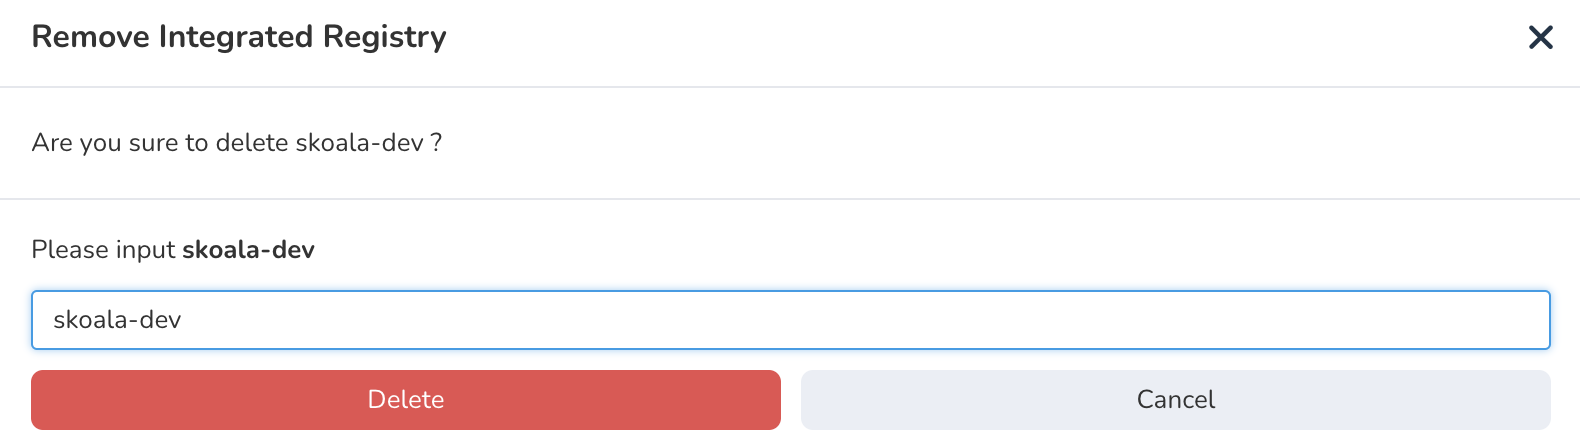 Remove Integrated Registry
Are you sure to delete skoala-dev ?
Please input skoala-dev
skoala-dev
Delete
Cancel